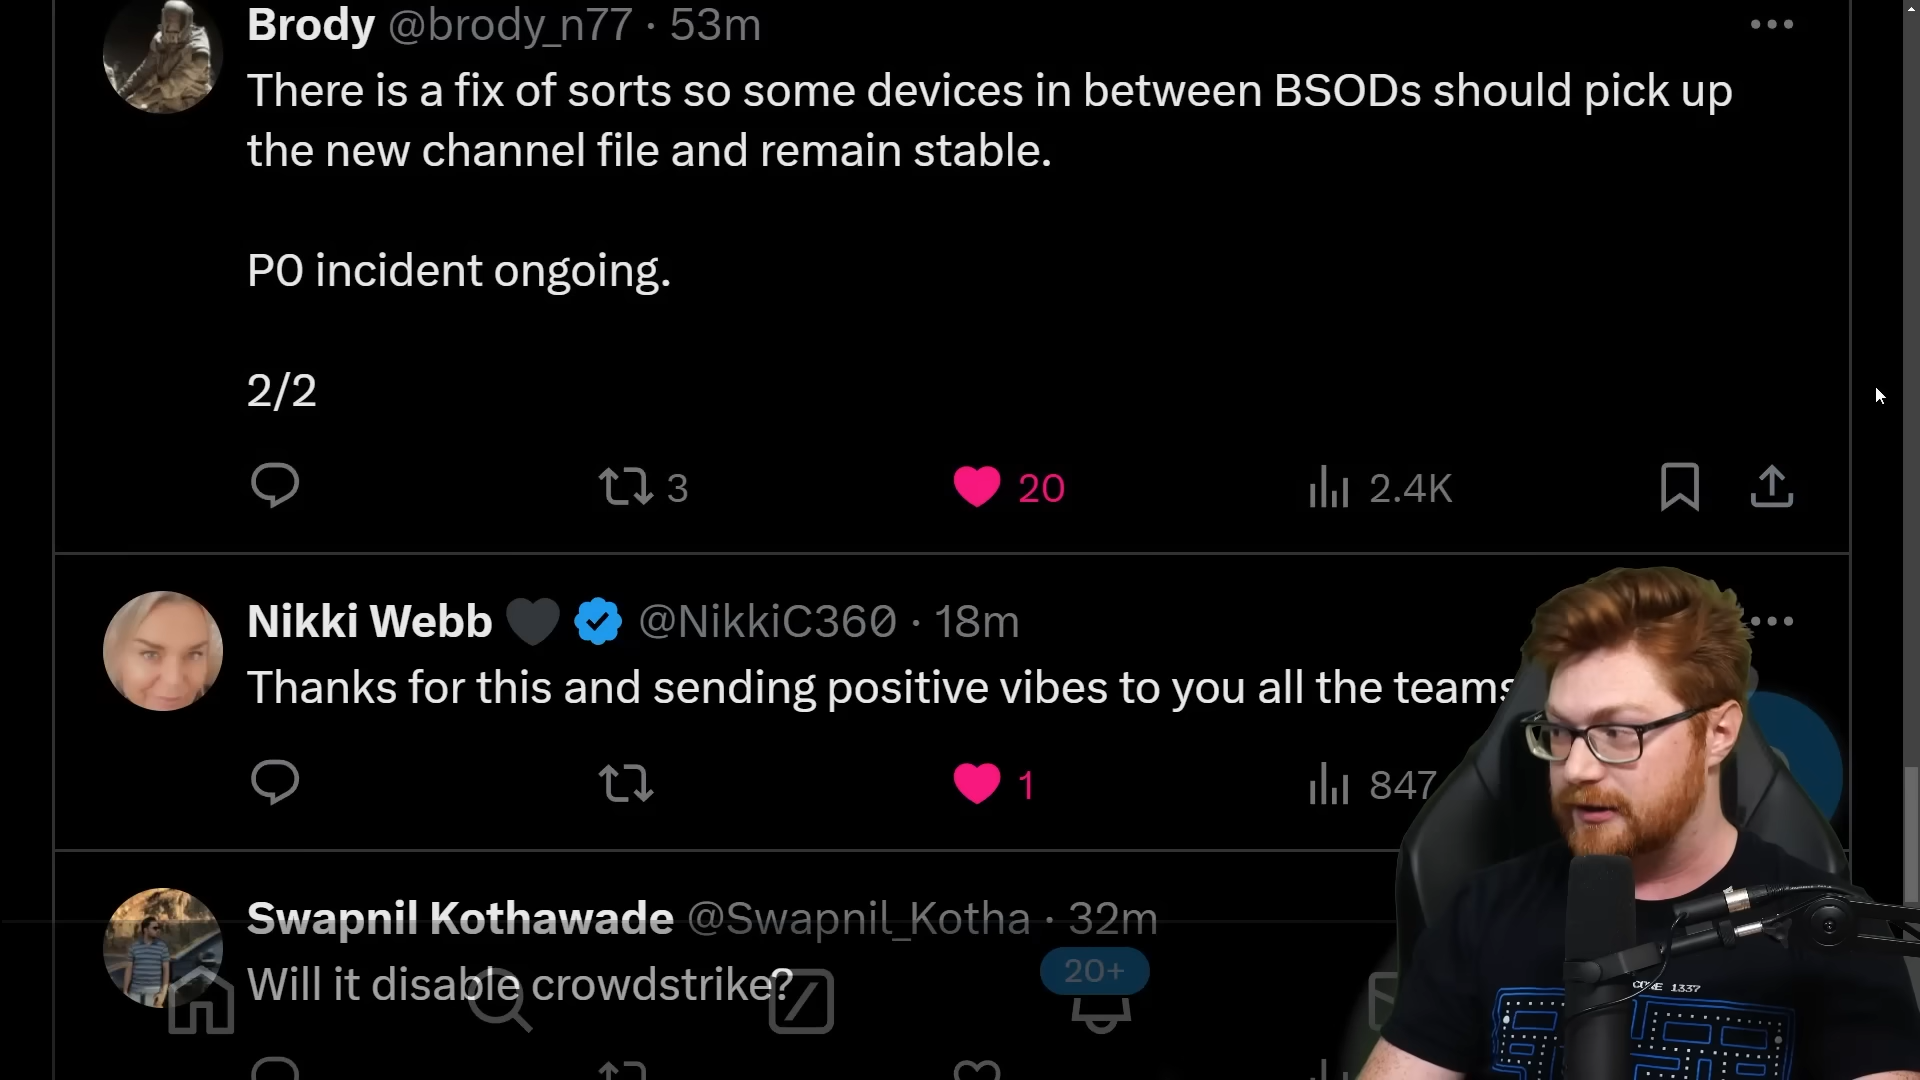 Brody @brody_n77 · 53m
There is a fix of sorts so some devices in between BSODs should pick up
the new channel file and remain stable.
P0 incident ongoing.
2/2
3 20 2.4K
Nikki Webb @NikkiC360 · 18m
Thanks for this and sending positive vibes to you all the teams
1 847
Swapnil Kothawade @Swapnil_Kotha · 32m
Will it disable crowdstrike?
20+
1337